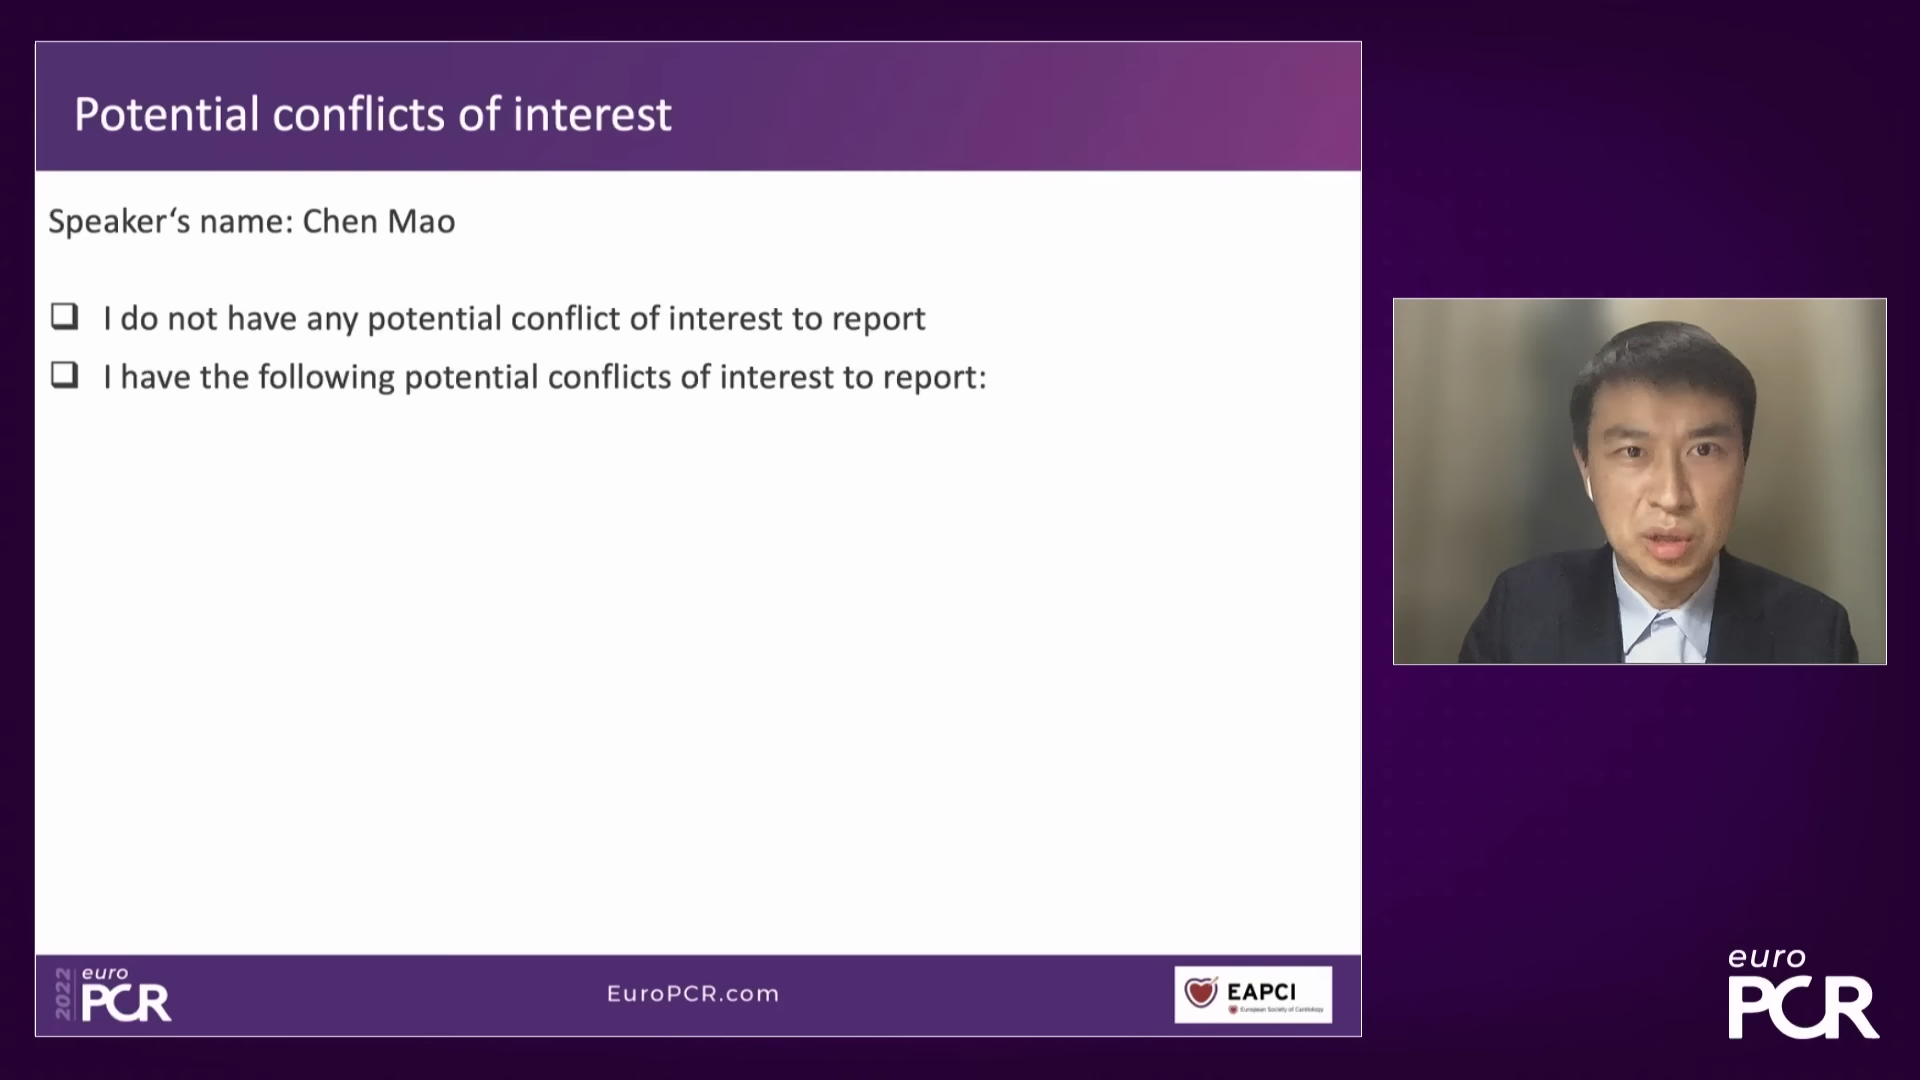 Potential conflicts of interest
Speaker‘s name: Chen Mao
❑ I do not have any potential conflict of interest to report
❑ I have the following potential conflicts of interest to report:
2022
euro
PCR
EuroPCR.com
EAPCI
European Society of Cardiology
euro
PCR